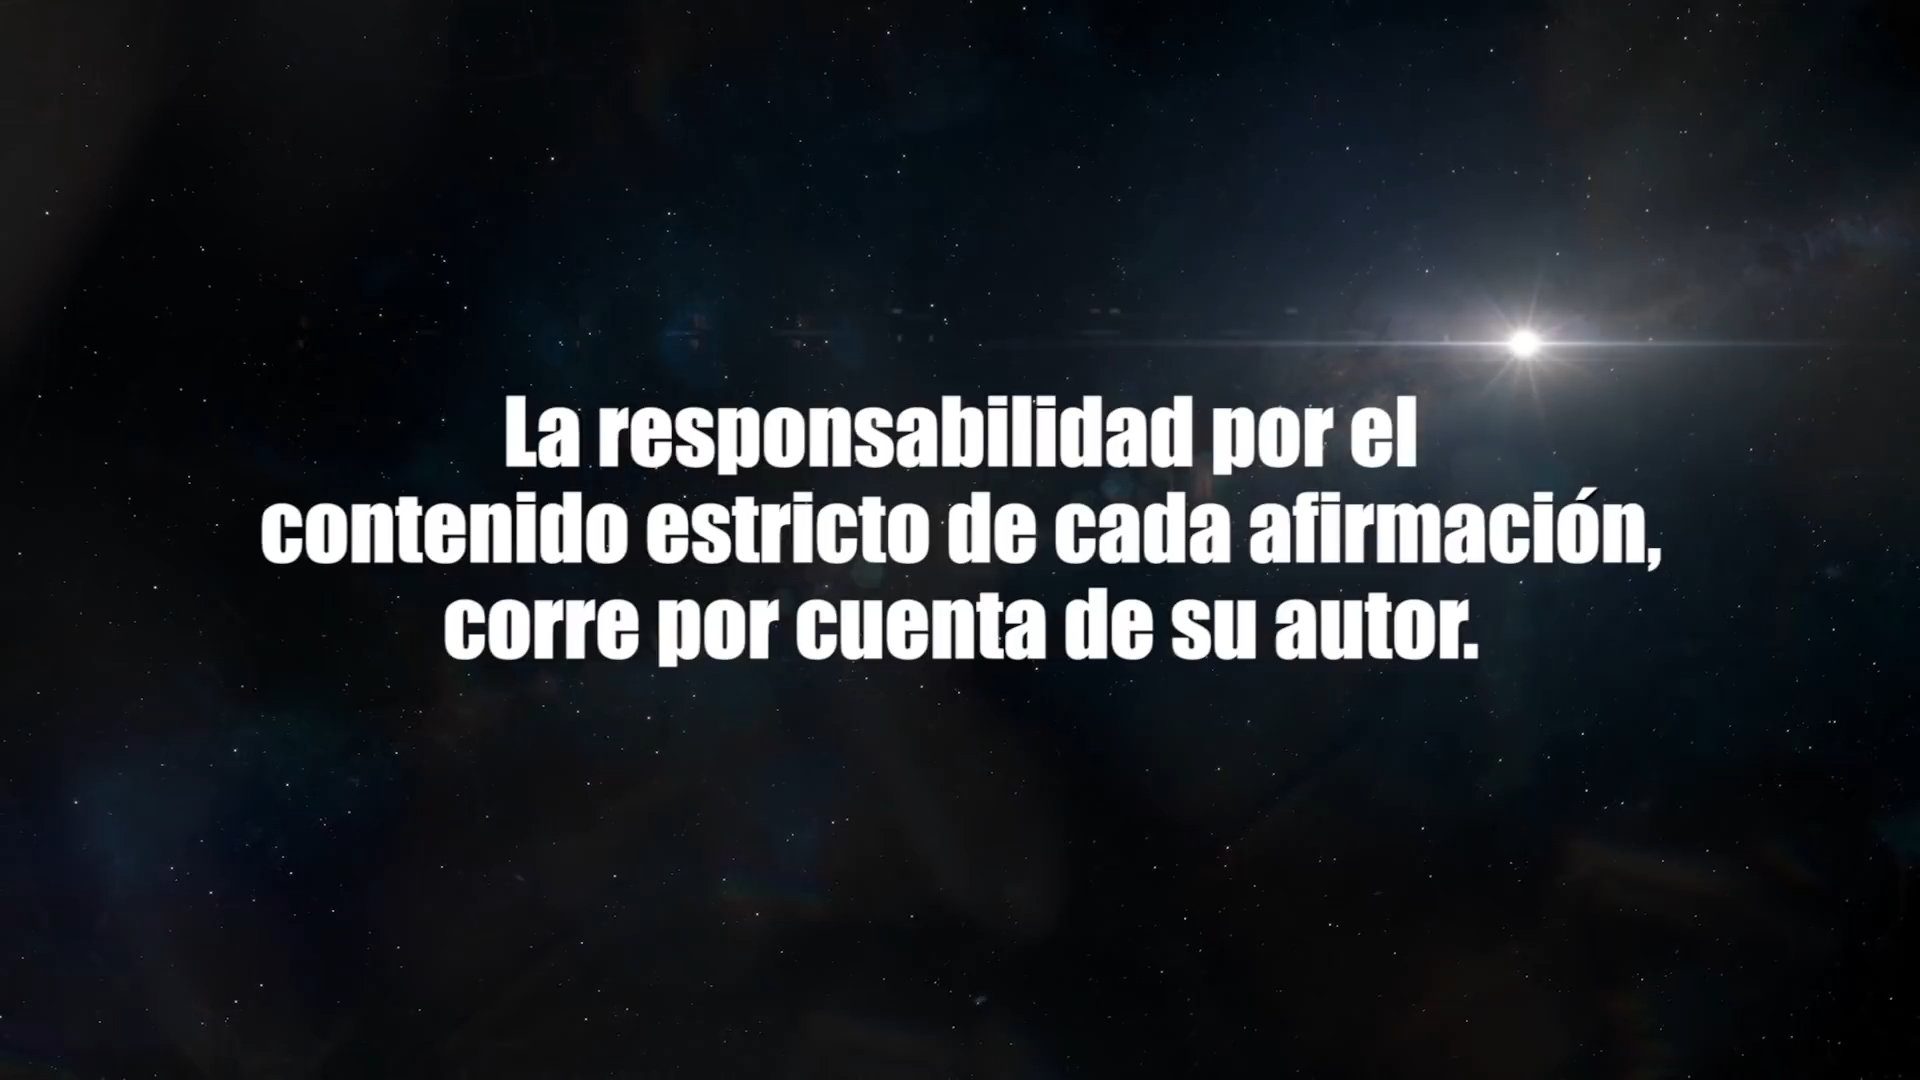 La responsabilidad por el
contenido estricto de cada afirmación,
corre por cuenta de su autor.